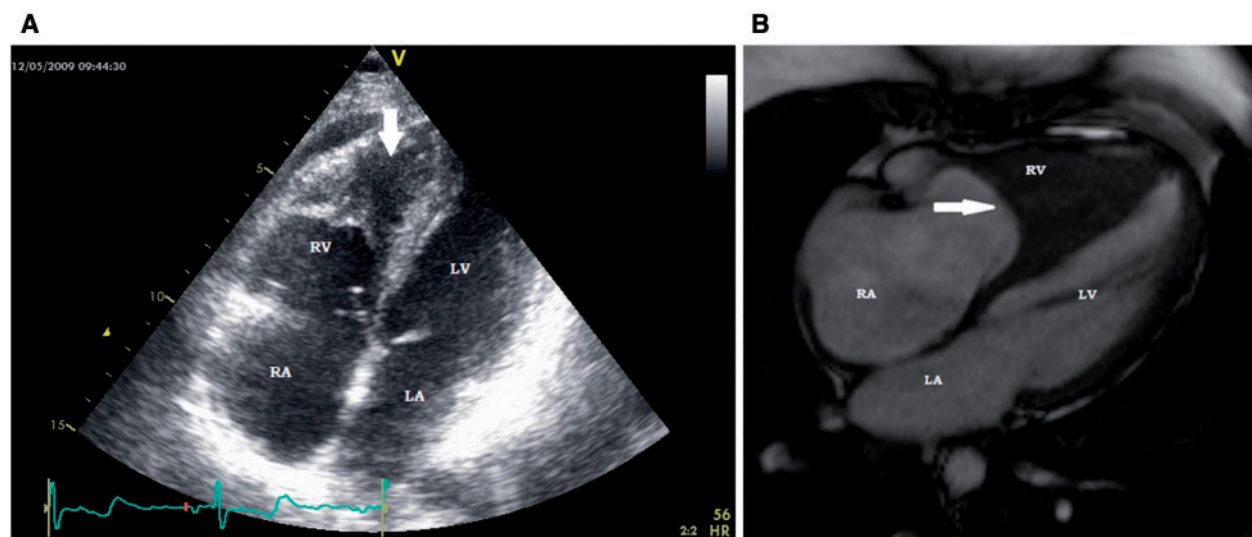 A
B
12/05/2009 09:44:30
V
5
RV
LV
10
RA
LA
15
56
2:2 HR
RV
RA
LV
LA